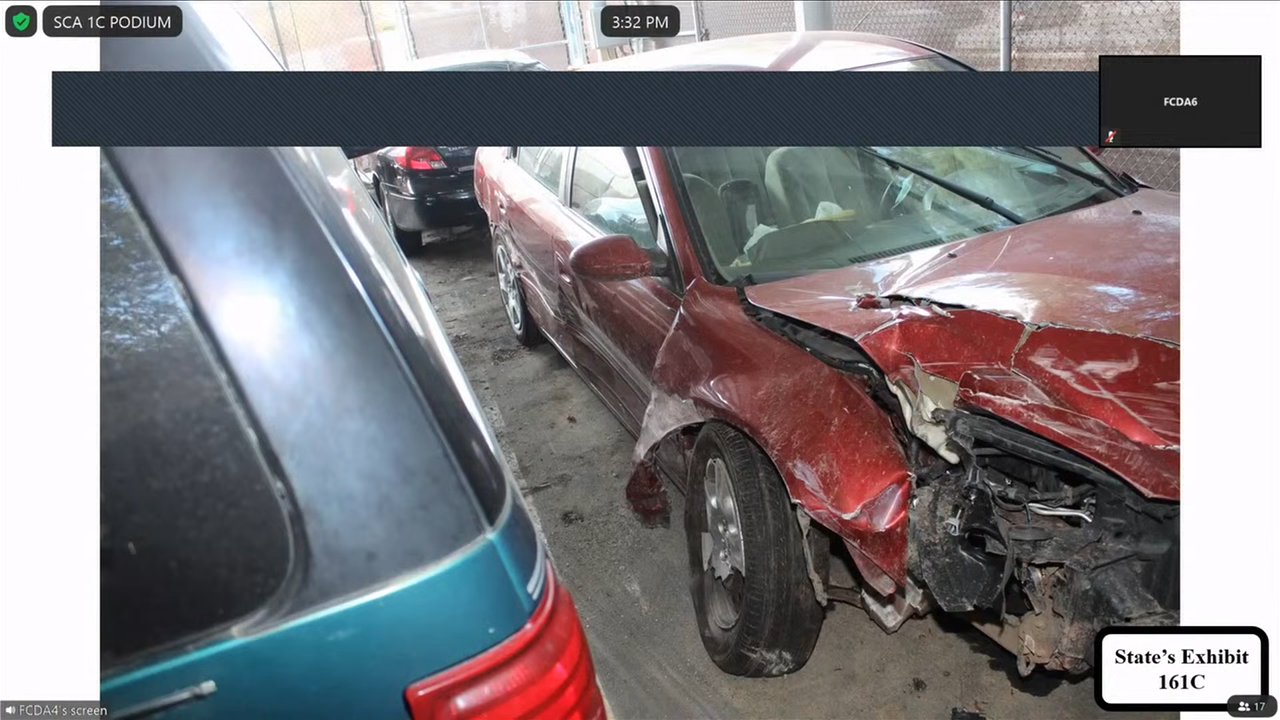 SCA 1C PODIUM
3:32 PM
FCDA6
State's Exhibit
161C
FCDA4's screen
17